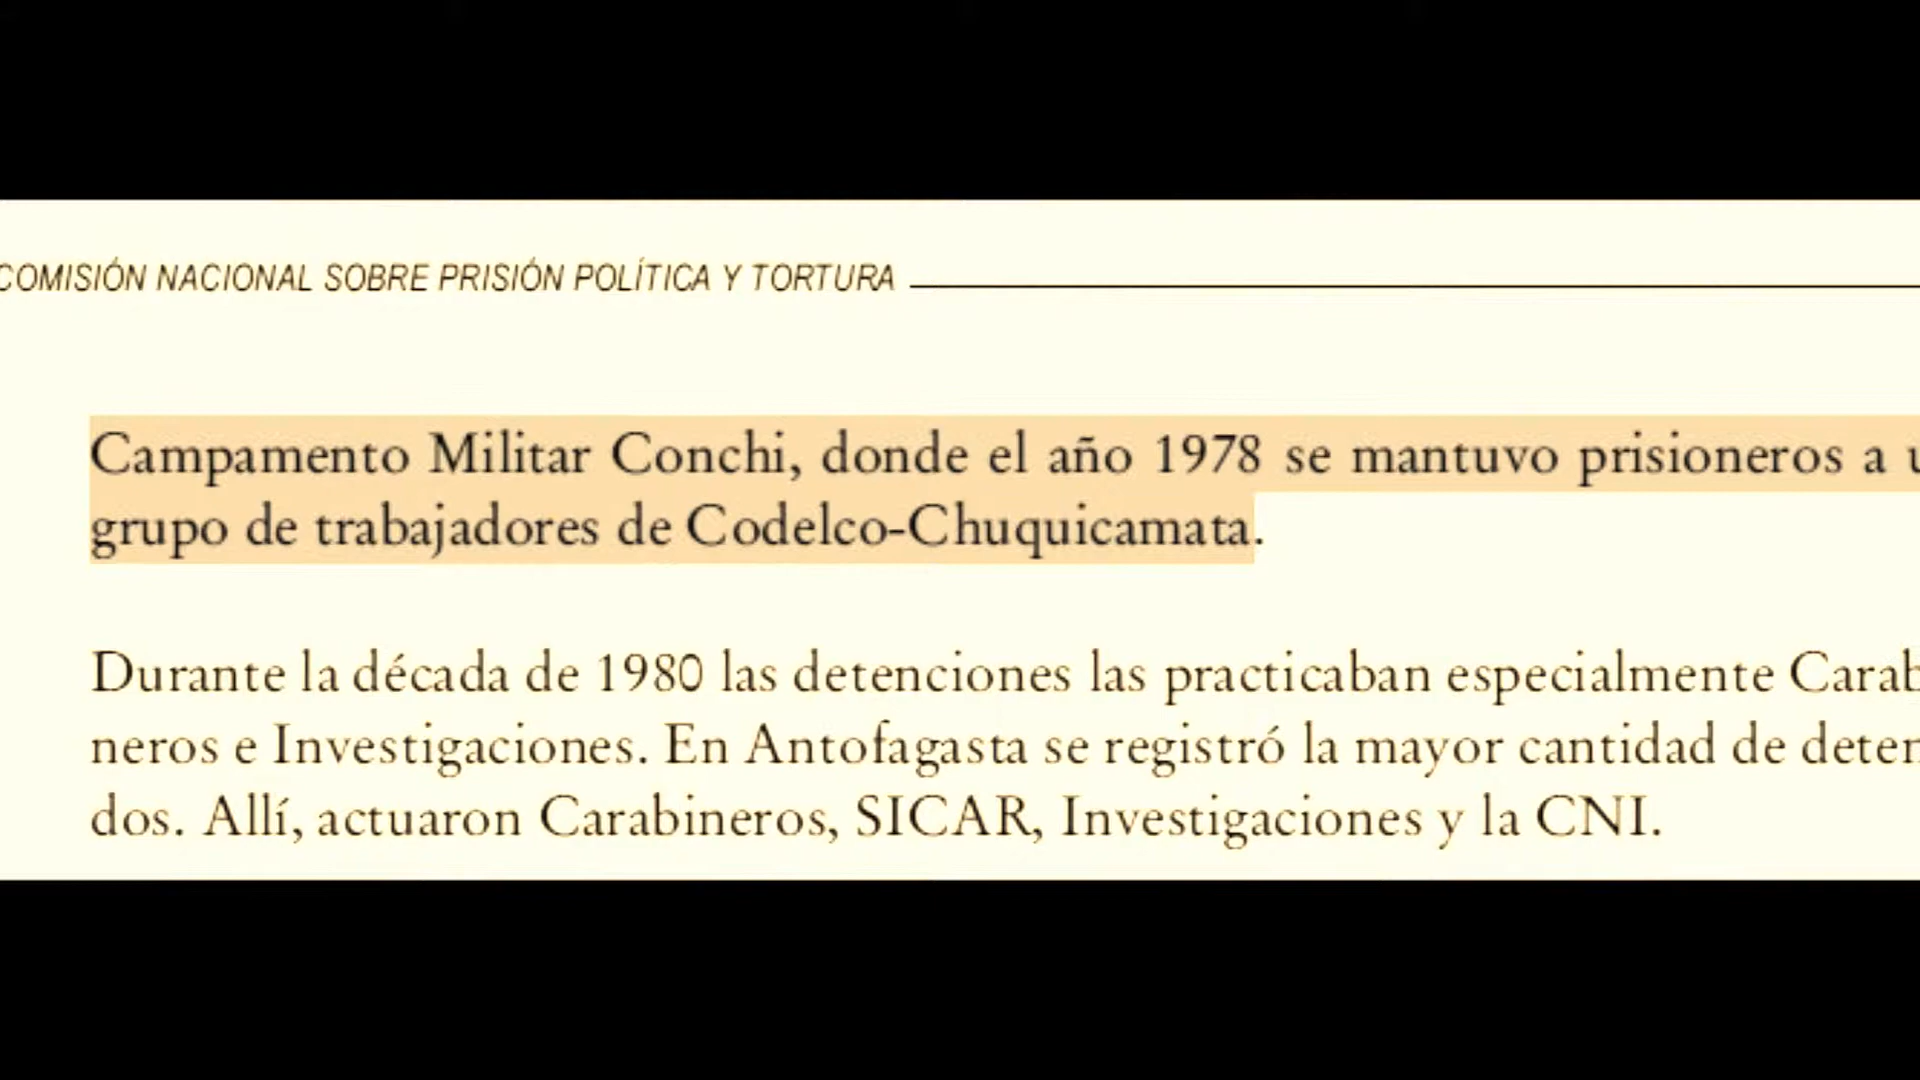 COMISIÓN NACIONAL SOBRE PRISIÓN POLÍTICA Y TORTURA
Campamento Militar Conchi, donde el año 1978 se mantuvo prisioneros a
grupo de trabajadores de Codelco-Chuquicamata.
Durante la década de 1980 las detenciones las practicaban especialmente Carab
neros e Investigaciones. En Antofagasta se registró la mayor cantidad de deten
dos. Allí, actuaron Carabineros, SICAR, Investigaciones y la CNI.